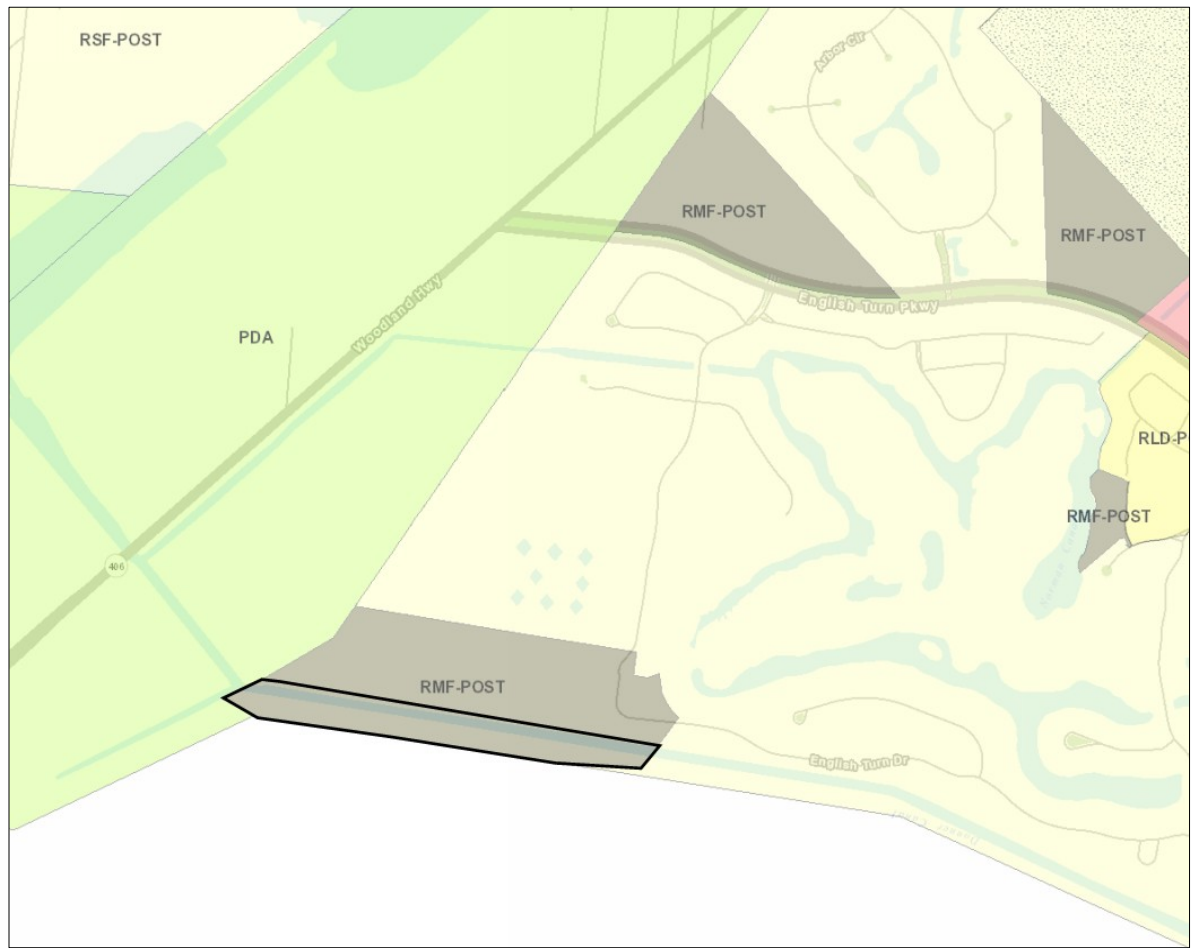 RSF-POST
Arbor Cir
RMF-POST
RMF-POST
English Turn Pkwy
Woodland Hwy
PDA
RLD-P
RMF-POST
406
RMF-POST
English Turn Dr
Canal